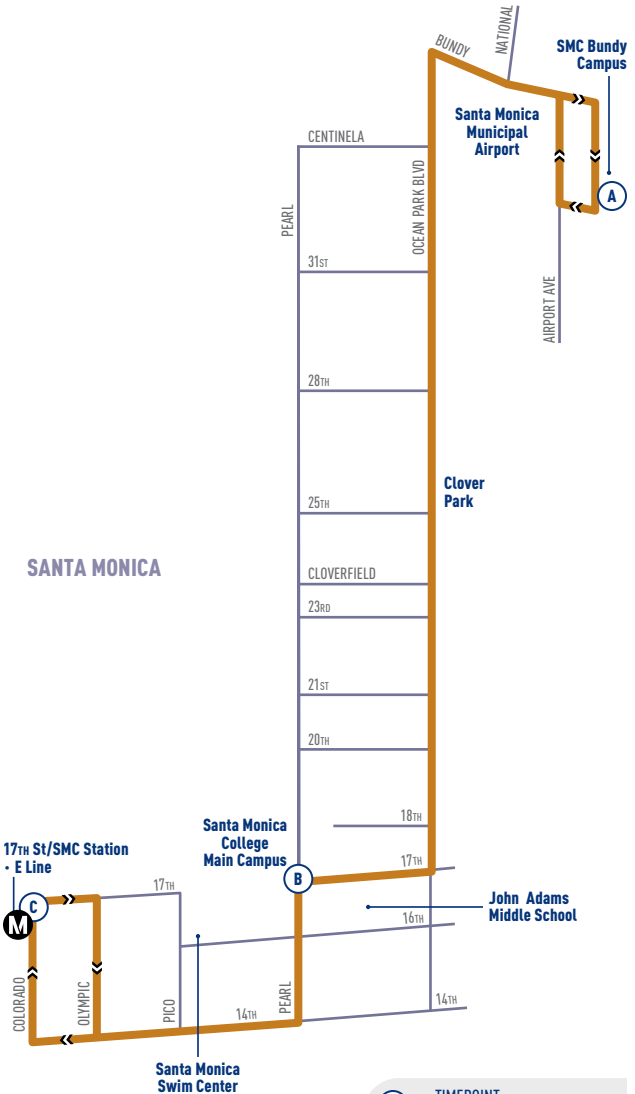 NATIONAL
BUNDY
SMC Bundy
Campus
Santa Monica
Municipal
Airport
CENTINELA
OCEAN PARK BLVD
A
PEARL
31ST
AIRPORT AVE
28TH
Clover
Park
25TH
SANTA MONICA
CLOVERFIELD
23RD
21ST
20TH
18TH
Santa Monica
College
Main Campus
17TH St/SMC Station
• E Line
17TH
B
17TH
C
M
John Adams
Middle School
16TH
COLORADO
OLYMPIC
PICO
14TH
PEARL
14TH
Santa Monica
Swim Center
TIMEPOINT